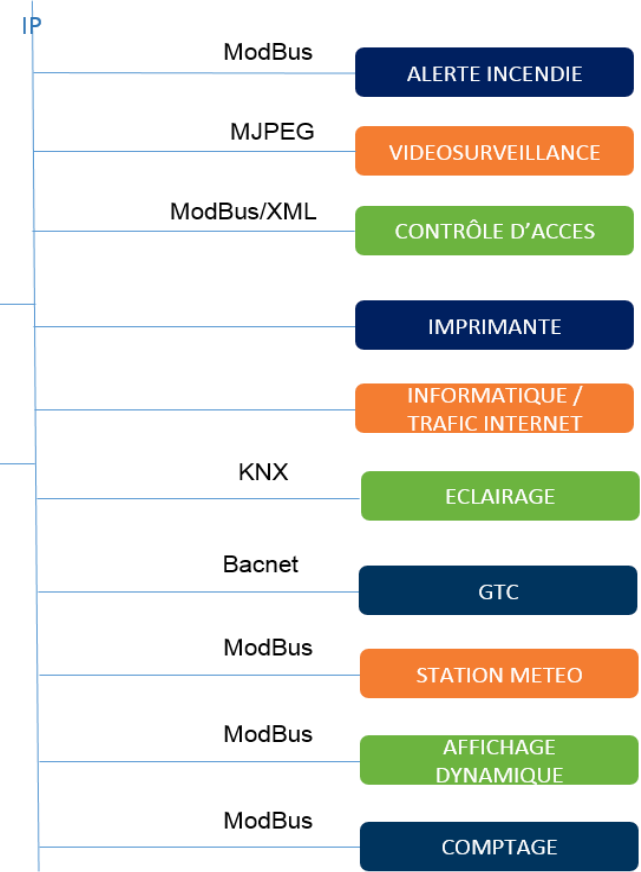 IP
ModBus
ALERTE INCENDIE
MJPEG
VIDEOSURVEILLANCE
ModBus/XML
CONTRÔLE D'ACCES
IMPRIMANTE
INFORMATIQUE /
TRAFIC INTERNET
KNX
ECLAIRAGE
Bacnet
GTC
ModBus
STATION METEO
ModBus
AFFICHAGE
DYNAMIQUE
ModBus
COMPTAGE